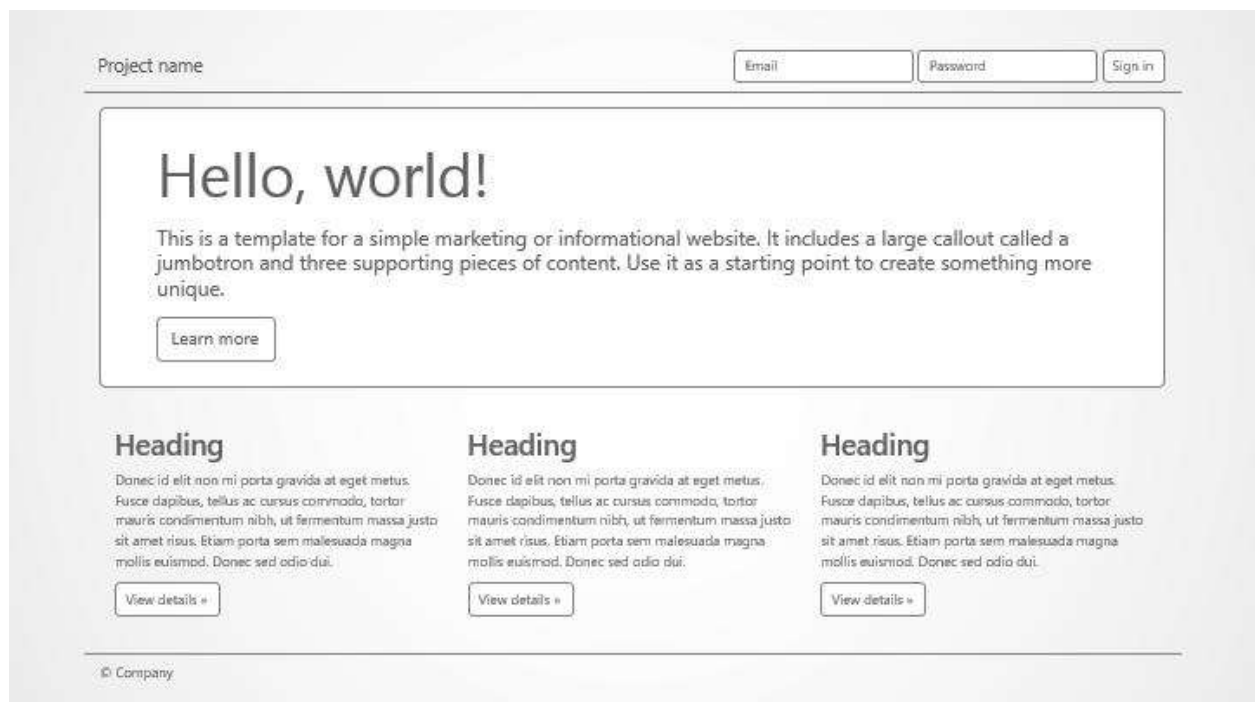 Project name
Email
Password
Sign in
Hello, world!
This is a template for a simple marketing or informational website. It includes a large callout called a
jumbotron and three supporting pieces of content. Use it as a starting point to create something more
unique.
Learn more
Heading
Donec id elit non mi porta gravida at eget metus.
Fusce dapibus, tellus ac cursus commodo, tortor
mauris condimentum nibh, ut fermentum massa justo
sit amet risus. Etiam porta sem malesuada magna
mollis euismod. Donec sed odio dui.
View details »
Heading
Donec id elit non mi porta gravida at eget metus.
Fusce dapibus, tellus ac cursus commodo, tortor
mauris condimentum nibh, ut fermentum massa justo
sit amet risus. Etiam porta sem malesuada magna
mollis euismod. Donec sed odio dui.
View details »
Heading
Donec id elit non mi porta gravida at eget metus.
Fusce dapibus, tellus ac cursus commodo, tortor
mauris condimentum nibh, ut fermentum massa justo
sit amet risus. Etiam porta sem malesuada magna
mollis euismod. Donec sed odio dui.
View details »
© Company